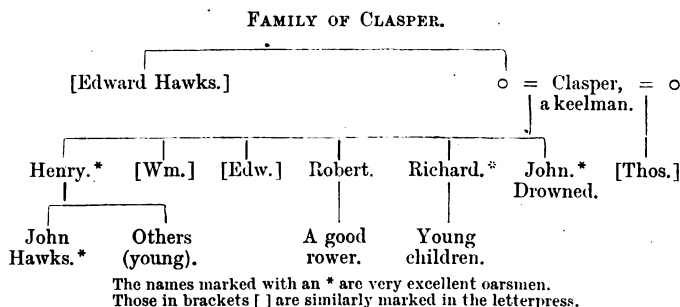 FAMILY OF CLASPER.
[Edward Hawks.] o = Clasper, = o
a keelman.
Henry.* [Wm.] [Edw.] Robert. Richard.* John.* [Thos.]
Drowned.
John Others A good Young
Hawks.* (young). rower. children.
The names marked with an * are very excellent oarsmen.
Those in brackets [ ] are similarly marked in the letterpress.